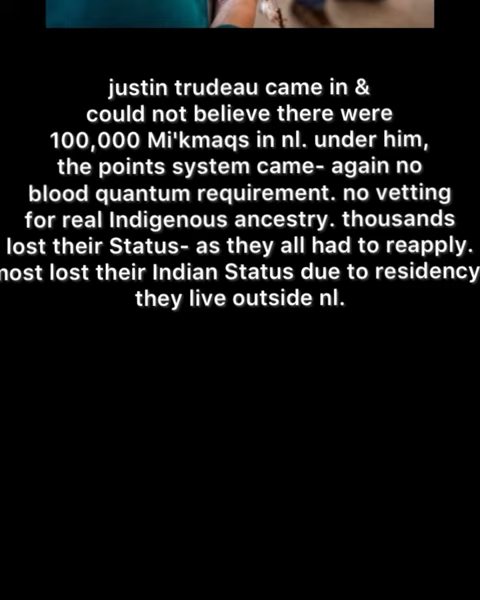 justin trudeau came in &
could not believe there were
100,000 Mi'kmaqs in nl. under him,
the points system came- again no
blood quantum requirement. no vetting
for real Indigenous ancestry. thousands
lost their Status- as they all had to reapply.
most lost their Indian Status due to residency
they live outside nl.